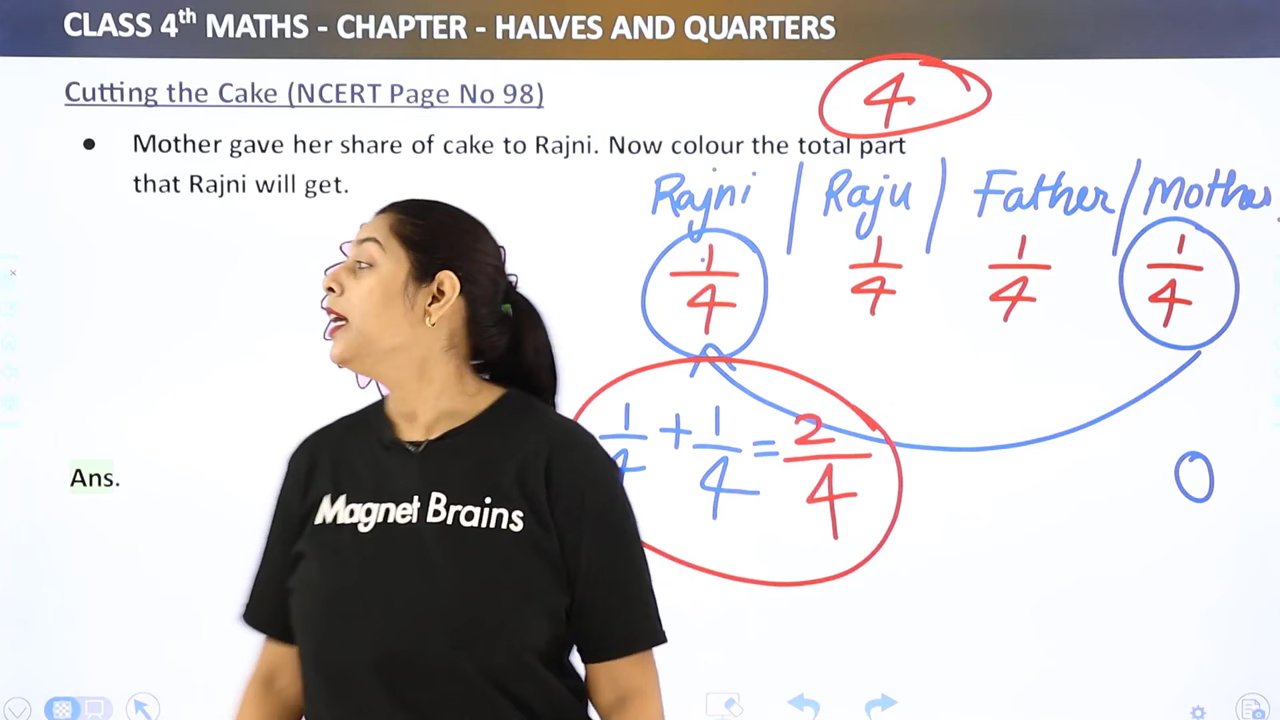 CLASS 4th MATHS - CHAPTER - HALVES AND QUARTERS
Cutting the Cake (NCERT Page No 98)
4
● Mother gave her share of cake to Rajni. Now colour the total part
that Rajni will get.
Rajni | Raju | Father | Mother
1/4 1/4 1/4 1/4
1/4 + 1/4 = 2/4
0
Ans.
Magnet Brains